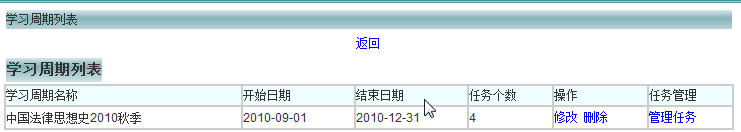 学习周期列表
返回
学习周期列表
学习周期名称 开始日期 结束日期 任务个数 操作 任务管理
中国法律思想史2010秋季 2010-09-01 2010-12-31 4 修改 删除 管理任务